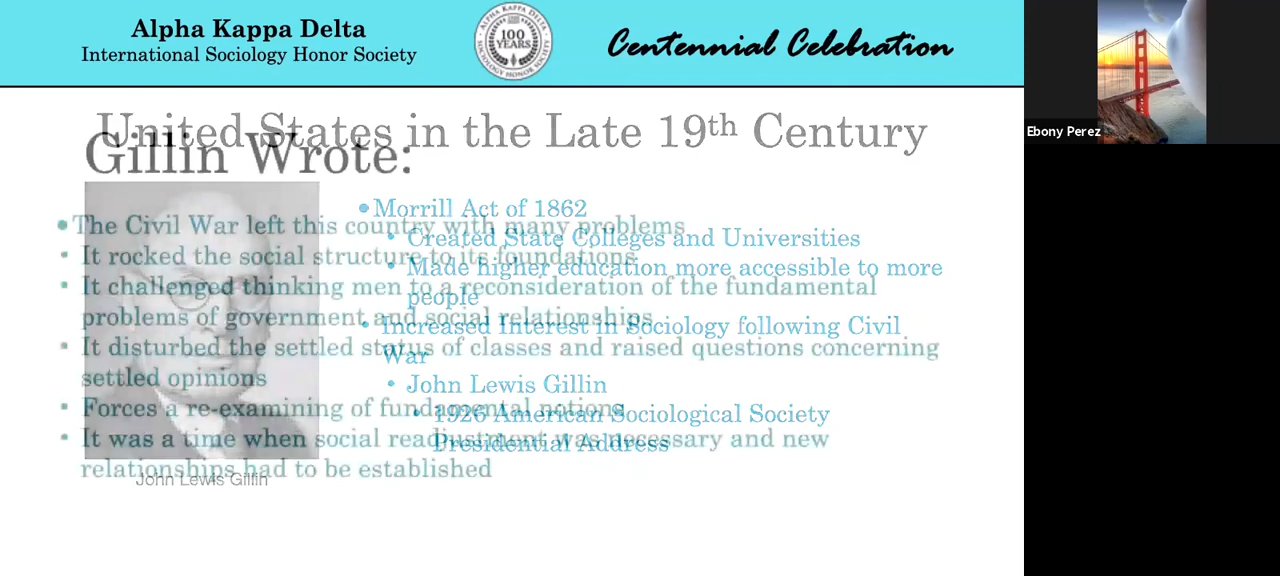 Alpha Kappa Delta
International Sociology Honor Society
ALPHA KAPPA DELTA
100
YEARS
SOCIOLOGY HONOR SOCIETY
Centennial Celebration
Ebony Perez
United States in the Late 19th Century
•Morrill Act of 1862
• Created State Colleges and Universities
• Made higher education more accessible to more
people
• Increased Interest in Sociology following Civil
War
• John Lewis Gillin
• 1926 American Sociological Society
Presidential Address
John Lewis Gillin
Gillin Wrote:
•The Civil War left this country with many problems
• It rocked the social structure to its foundations
• It challenged thinking men to a reconsideration of the fundamental
problems of government and social relationships
• It disturbed the settled status of classes and raised questions concerning
settled opinions
• Forces a re-examining of fundamental notions
• It was a time when social readjustment was necessary and new
relationships had to be established